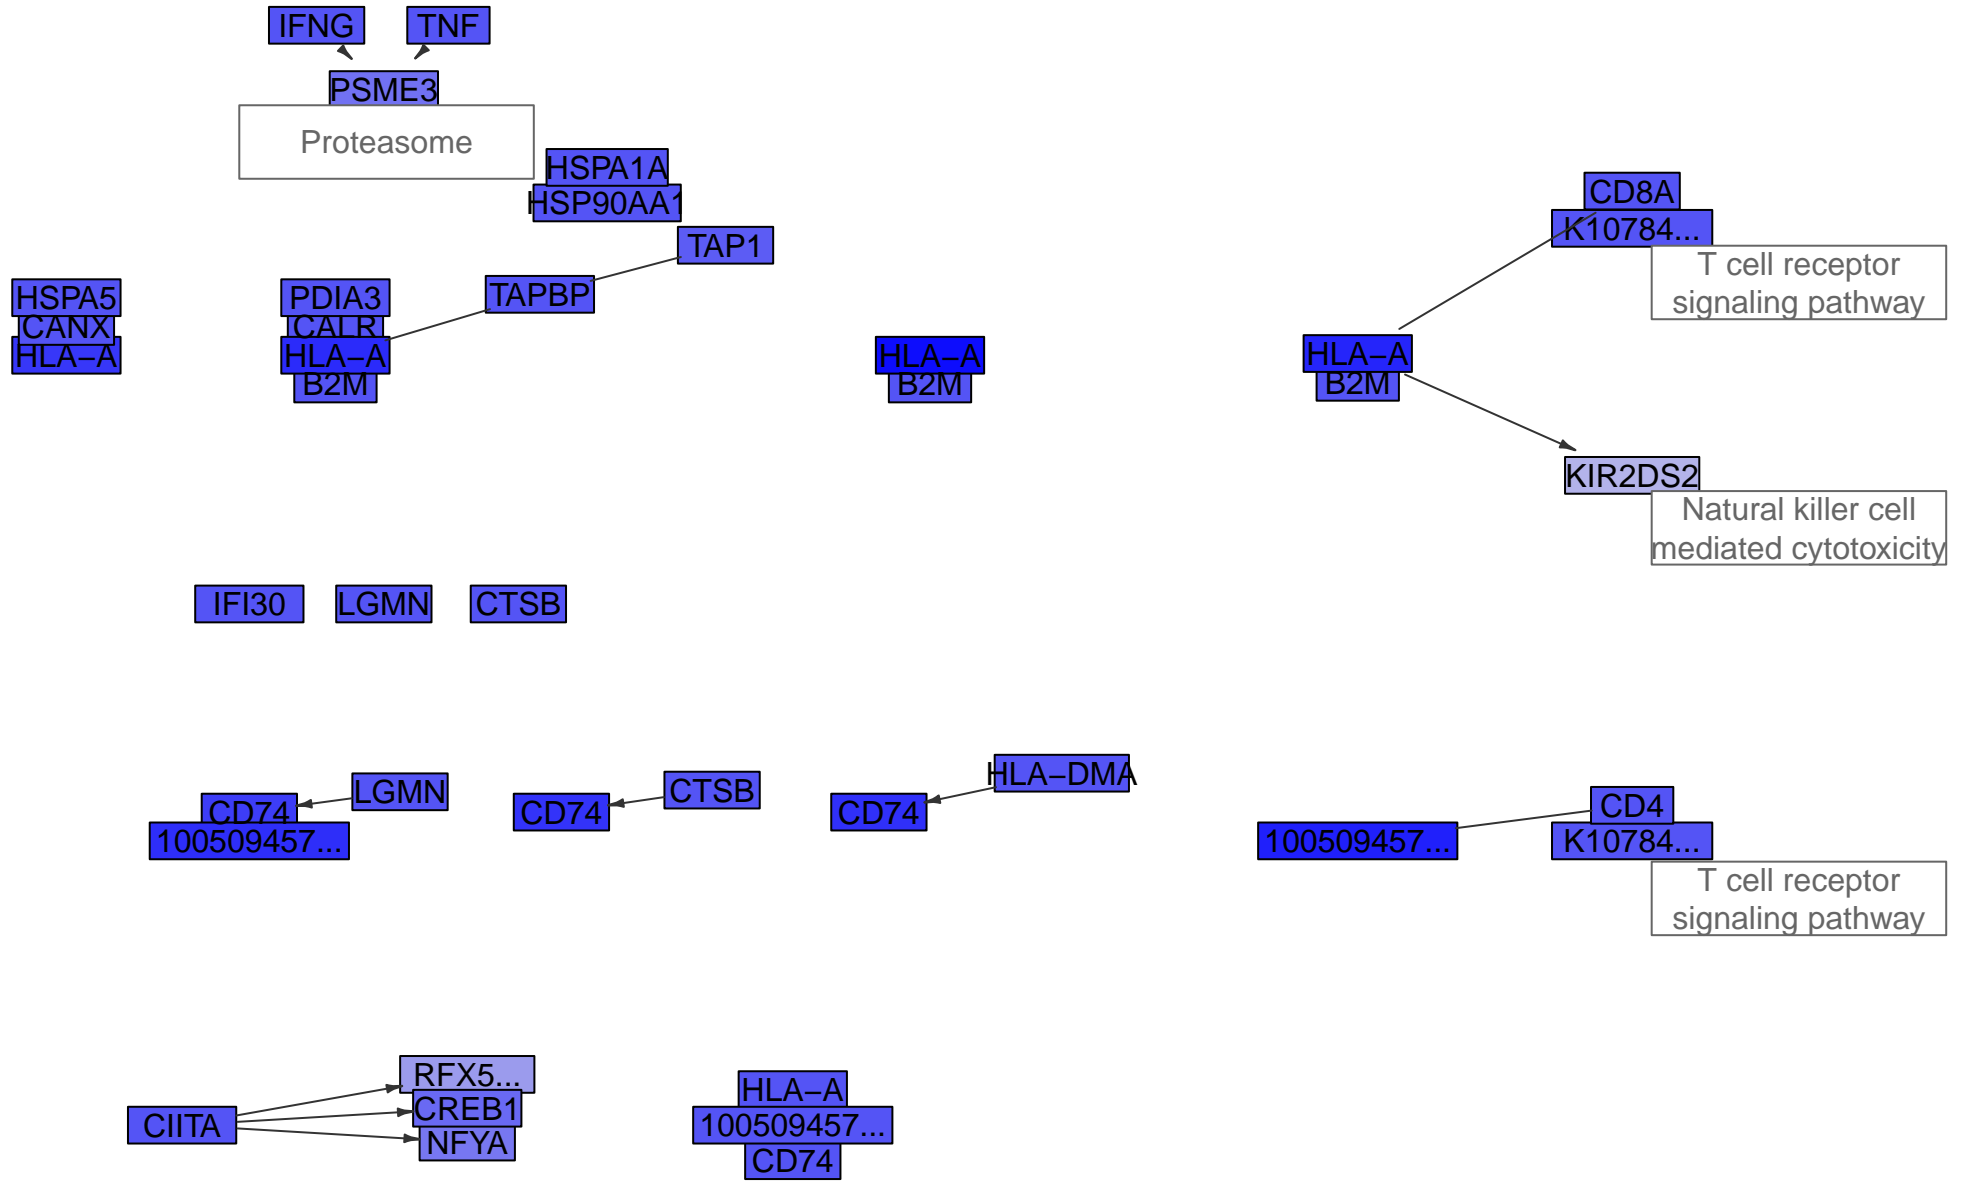 IFNG
TNF
PSME3
Proteasome
HSPA1A
HSP90AA1
TAP1
TAPBP
CD8A
K10784...
T cell receptor
signaling pathway
HSPA5
CANX
HLA−A
PDIA3
CALR
HLA−A
B2M
HLA−A
B2M
HLA−A
B2M
KIR2DS2
Natural killer cell
mediated cytotoxicity
IFI30
LGMN
CTSB
CD74
100509457...
LGMN
CD74
CTSB
CD74
HLA−DMA
100509457...
CD4
K10784...
T cell receptor
signaling pathway
CIITA
RFX5...
CREB1
NFYA
HLA−A
100509457...
CD74